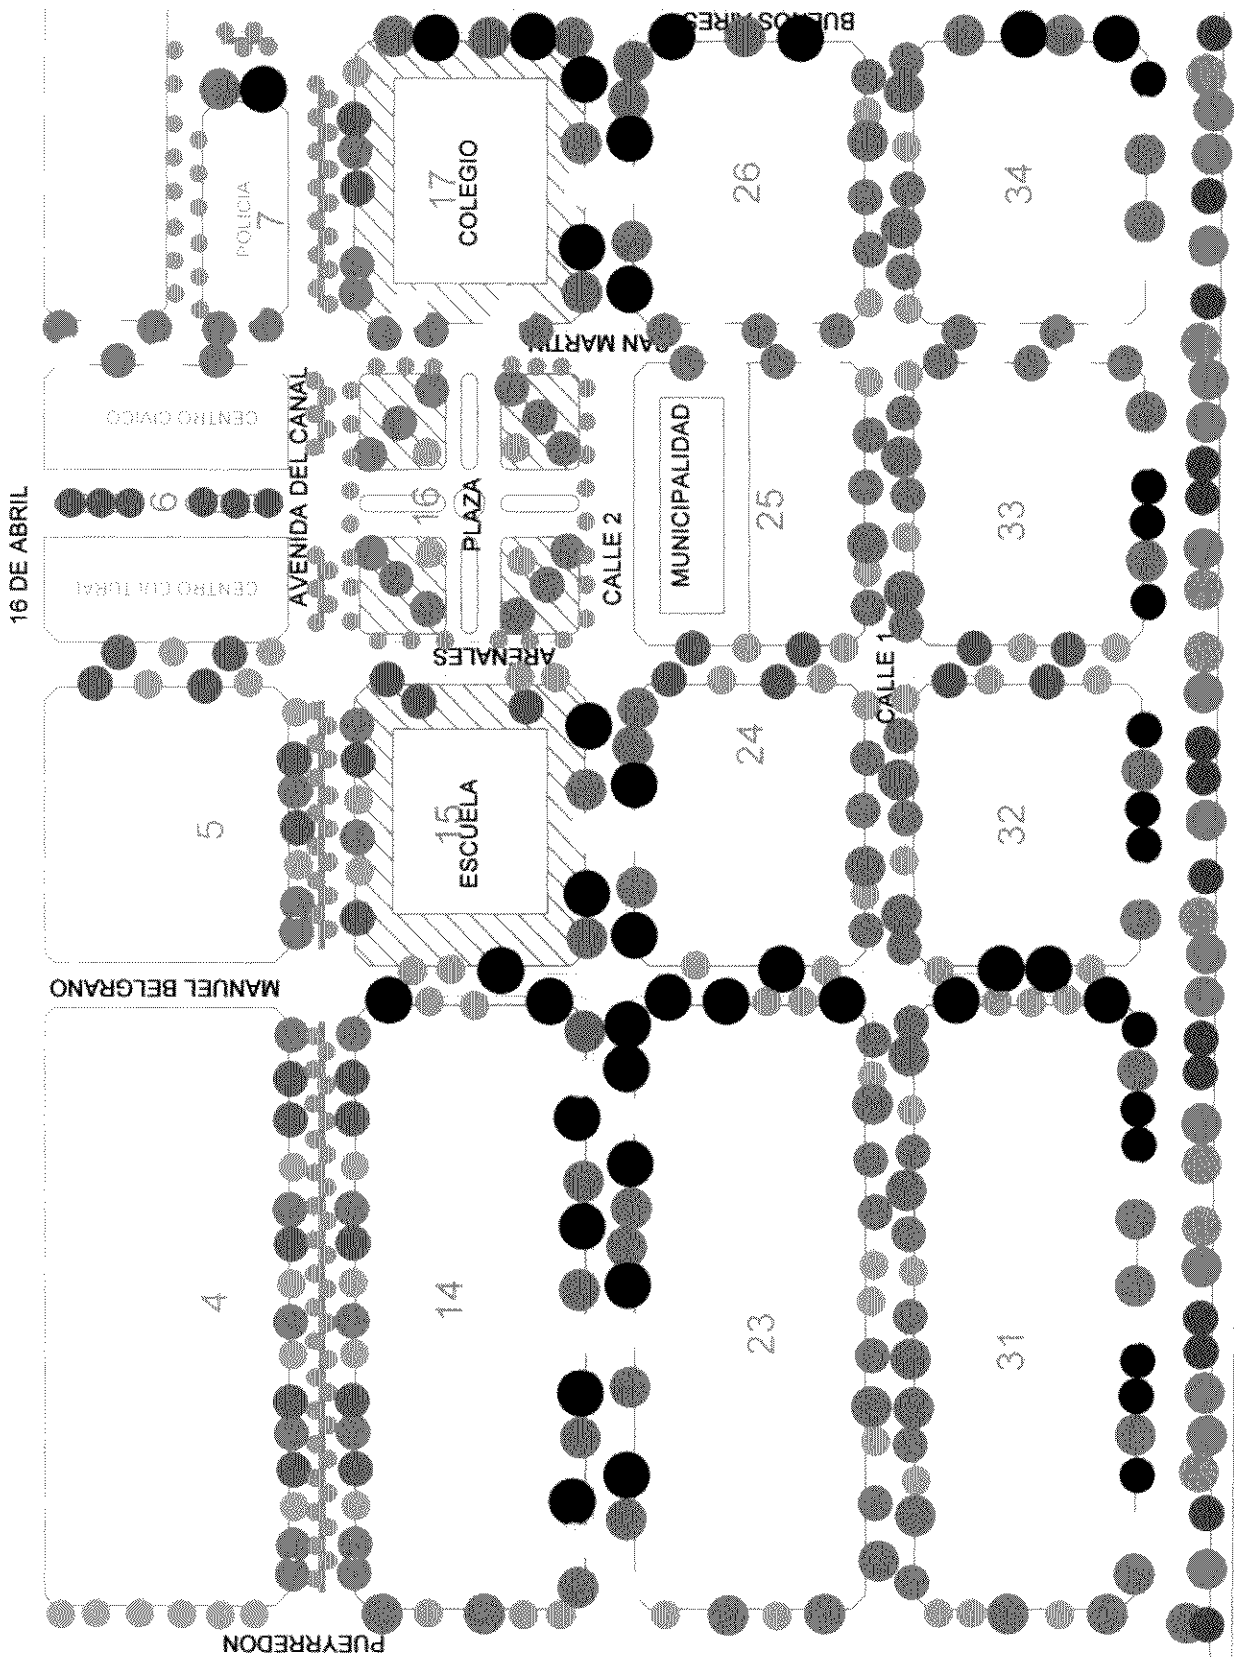 BUENOS AIRES
POLICIA
7
17
COLEGIO
26
34
SAN MARTIN
CENTRO CIVICO
AVENIDA DEL CANAL
16 DE ABRIL
6
16
PLAZA
CALLE 2
MUNICIPALIDAD
25
33
CENTRO CULTURAL
ARENALES
CALLE 1
5
15
ESCUELA
24
32
MANUEL BELGRANO
4
14
23
31
PUEYRREDON